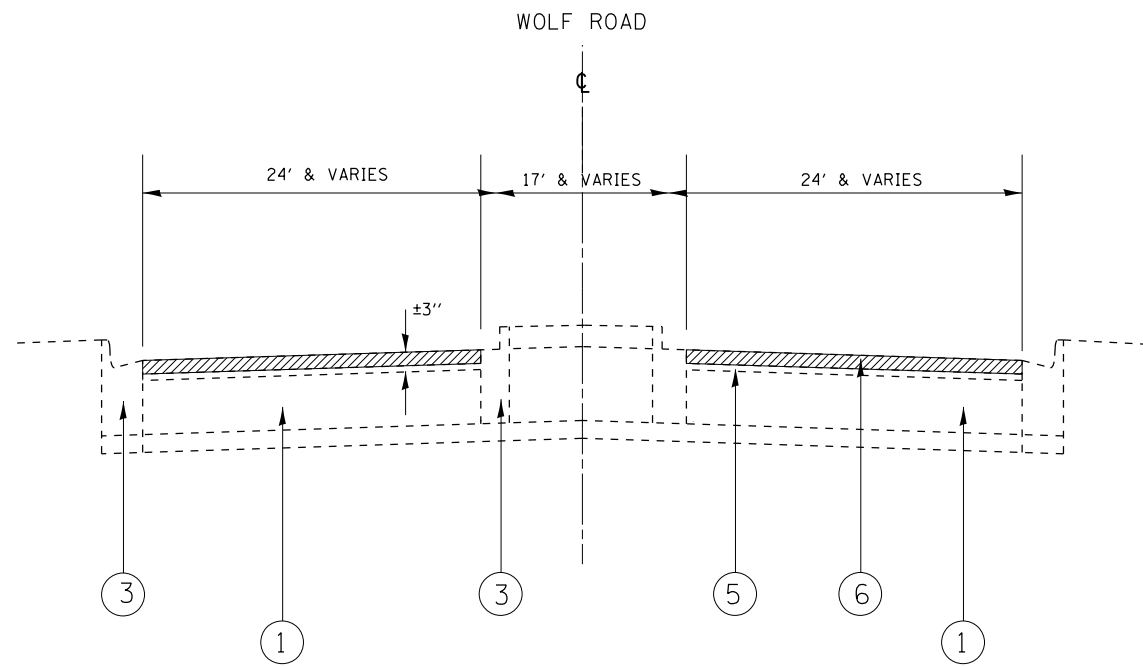 WOLF ROAD
℄
24' & VARIES
17' & VARIES
24' & VARIES
±3''
3
3
5
6
1
1